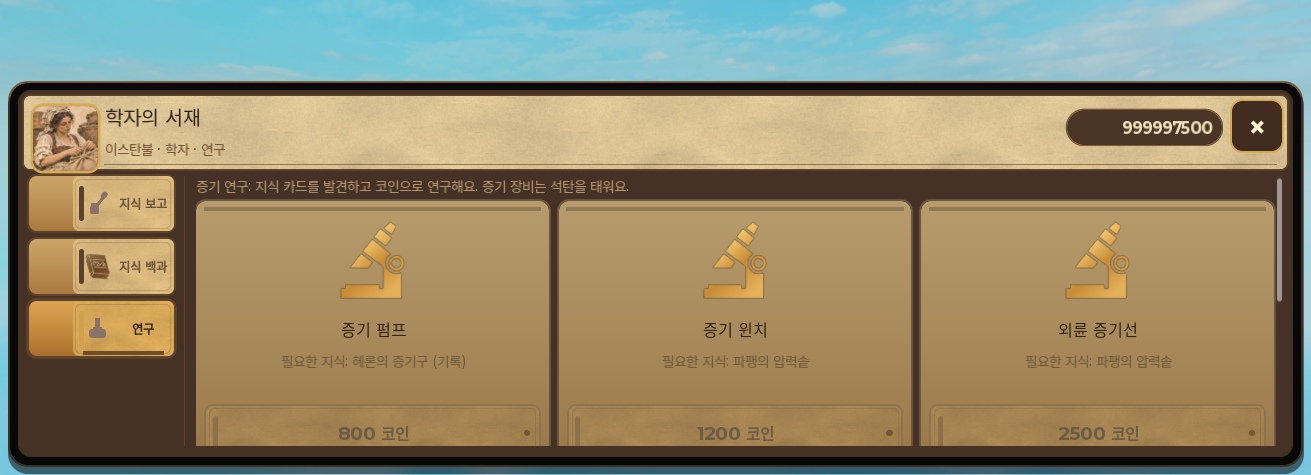 학자의 서재
이스탄불 · 학자 · 연구
999997500
×
지식 보고
지식 백과
연구
증기 연구: 지식 카드를 발견하고 코인으로 연구해요. 증기 장비는 석탄을 태워요.
증기 펌프
필요한 지식: 헤론의 증기구 (기록)
800 코인
증기 윈치
필요한 지식: 파팽의 압력솥
1200 코인
외륜 증기선
필요한 지식: 파팽의 압력솥
2500 코인